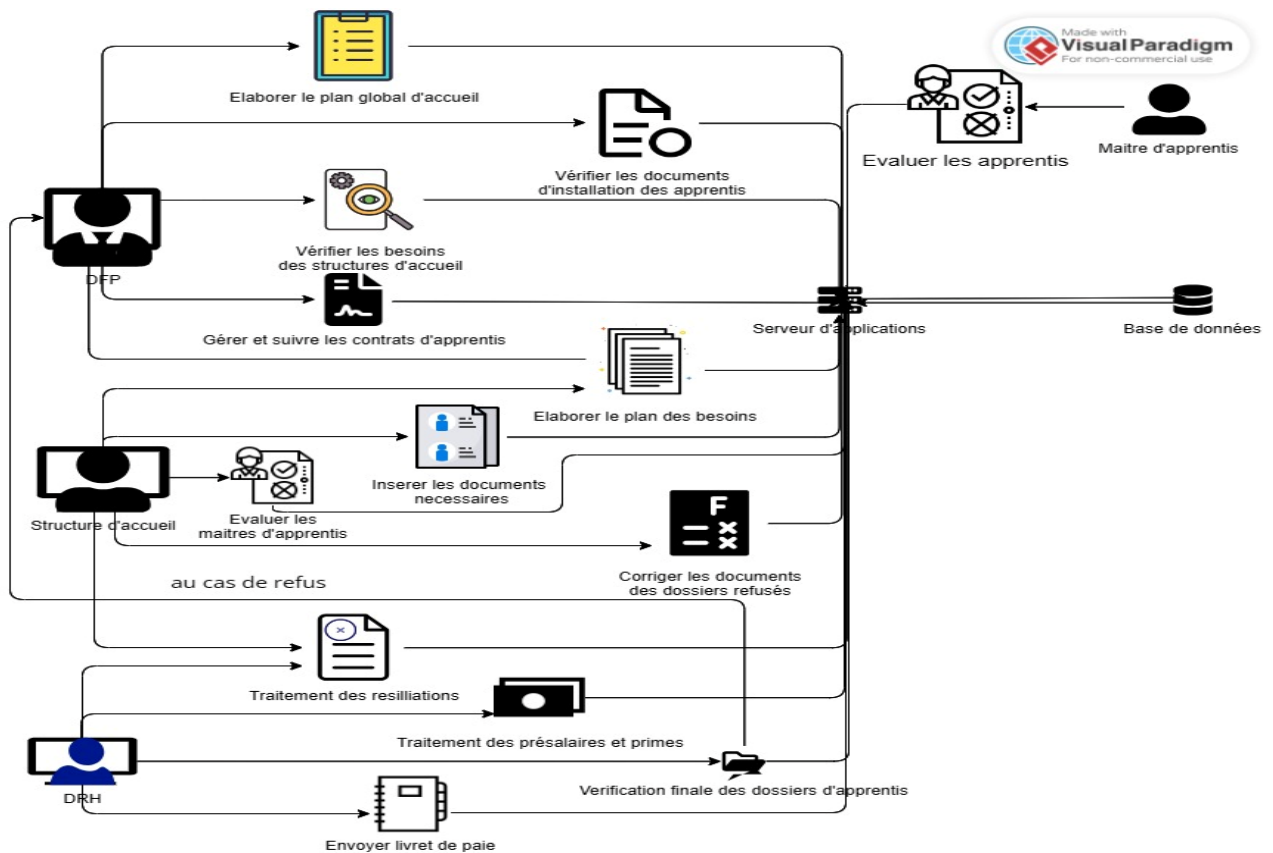 Made with
Visual Paradigm
For non-commercial use
Elaborer le plan global d'accueil
Evaluer les apprentis
Maitre d'apprentis
Vérifier les documents
d'installation des apprentis
Vérifier les besoins
des structures d'accueil
DFP
Gérer et suivre les contrats d'apprentis
Serveur d'applications
Base de données
Elaborer le plan des besoins
Inserer les documents
necessaires
Structure d'accueil
Evaluer les
maitres d'apprentis
F
au cas de refus
Corriger les documents
des dossiers refusés
Traitement des resilliations
Traitement des présalaires et primes
DRH
Verification finale des dossiers d'apprentis
Envoyer livret de paie